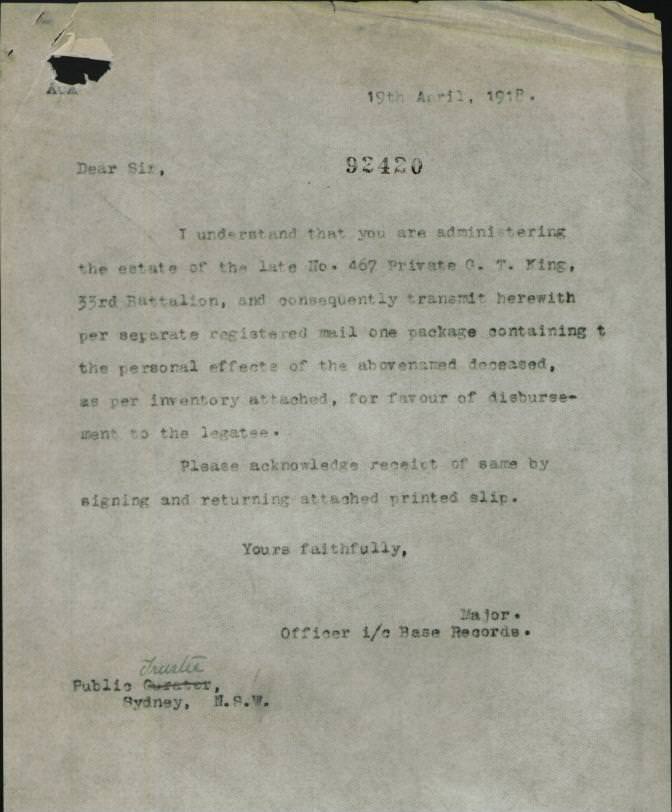 19th April, 1918.
Dear Sir,
92420
I understand that you are administering
the estate of the late No. 467 Private G. T. King,
33rd Battalion, and consequently transmit herewith
per separate registered mail one package containing t
the personal effects of the abovenamed deceased,
as per inventory attached, for favour of disburse-
ment to the legatee.
Please acknowledge receipt of same by
signing and returning attached printed slip.
Yours faithfully,
Major.
Officer i/c Base Records.
Trustee
Public Curator,
Sydney, N.S.W.